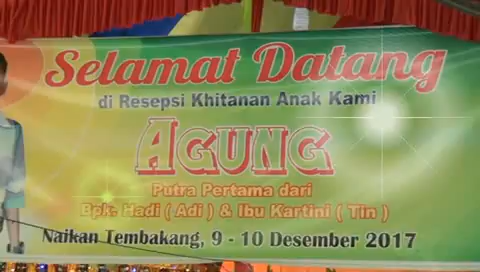 Selamat Datang
di Resepsi Khitanan Anak Kami
AGUNG
Putra Pertama dari
Bpk. Hadi ( Adi ) & Ibu Kartini ( Tin )
Naikan Tembakang, 9 - 10 Desember 2017